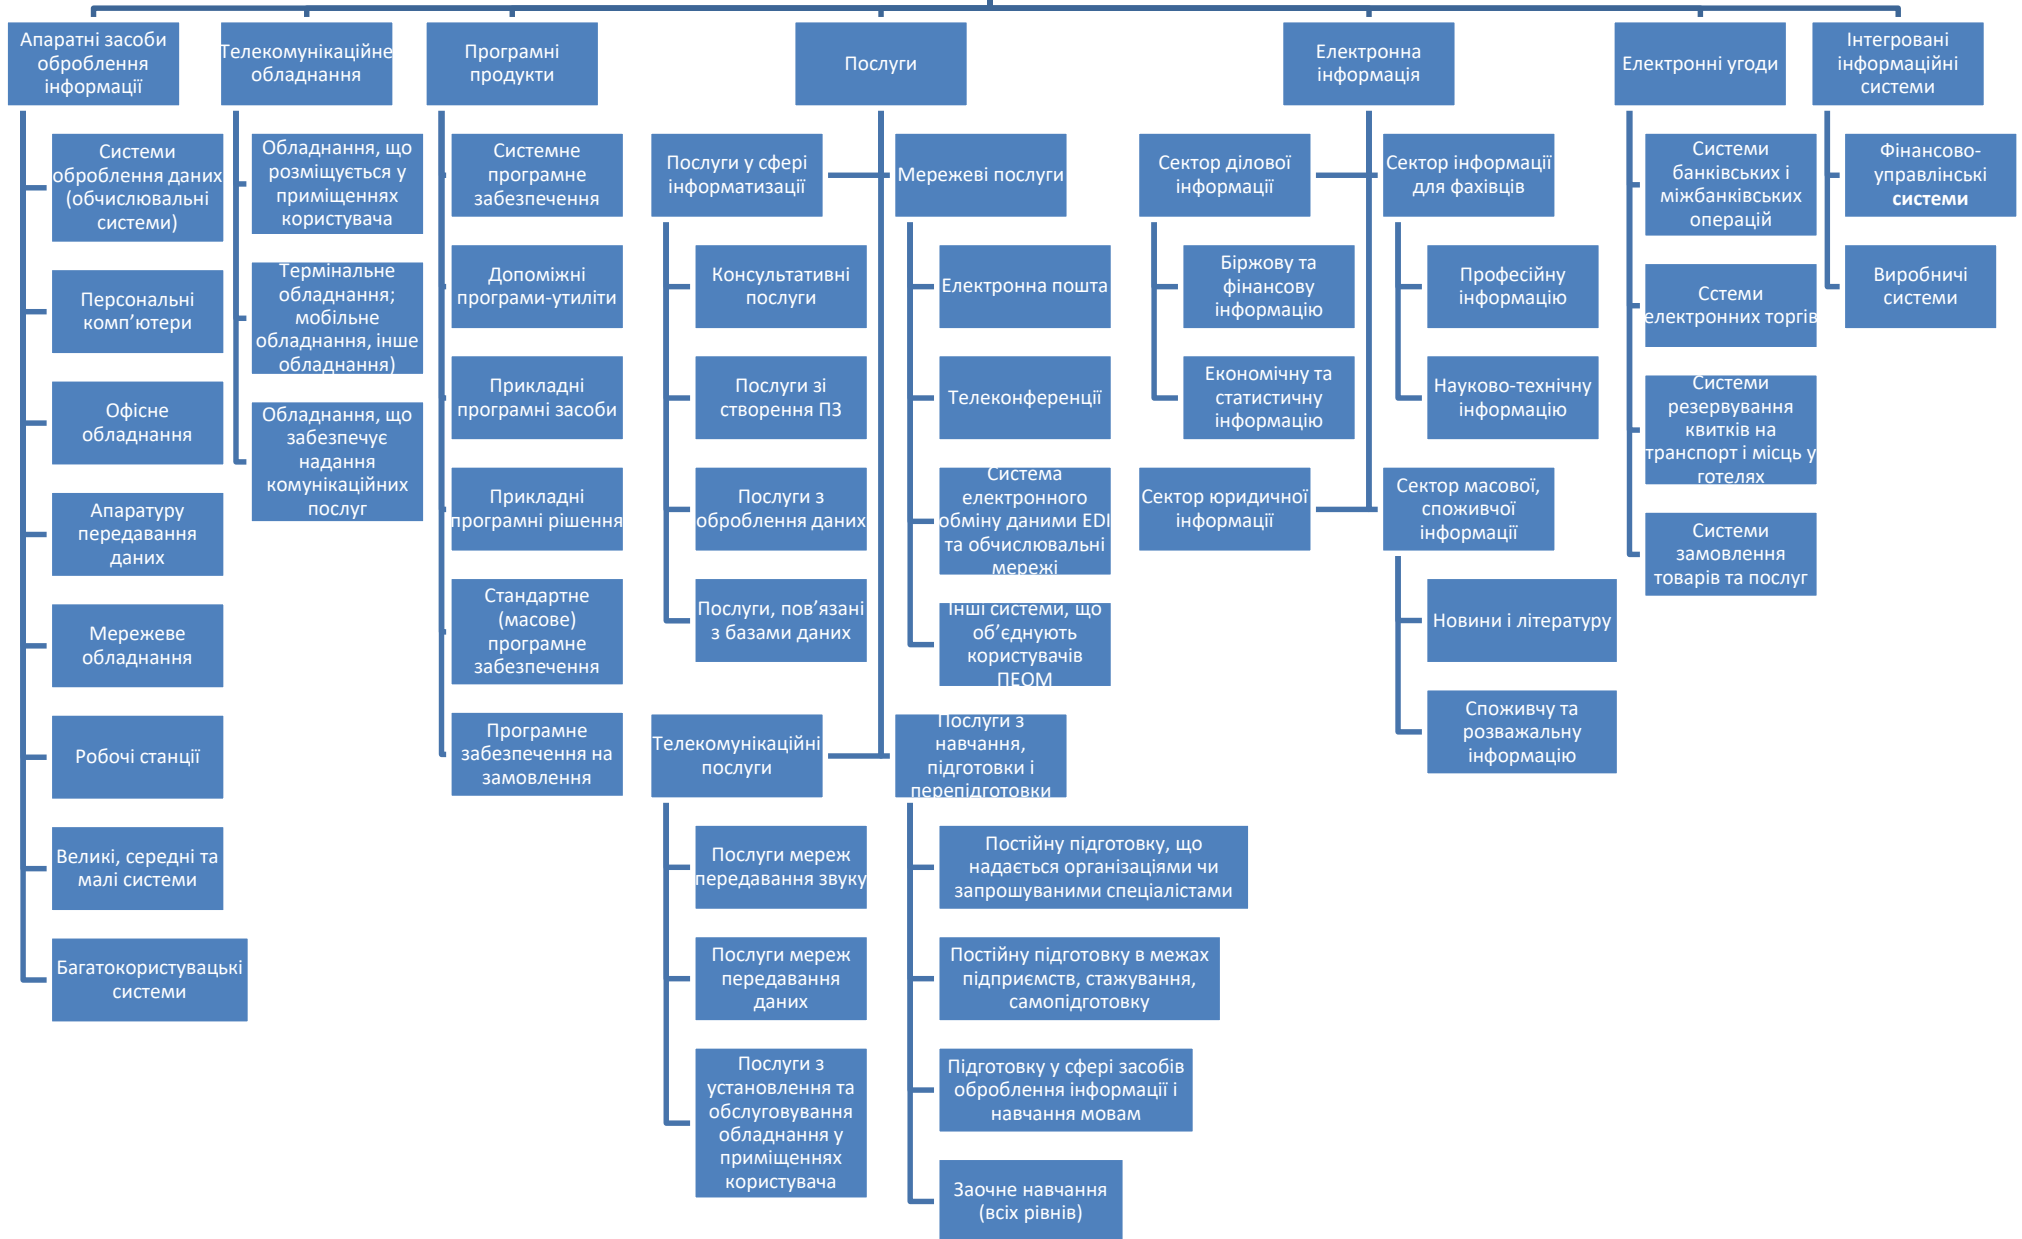 Апаратні засоби
оброблення
інформації
Системи
оброблення даних
(обчислювальні
системи)
Персональні
комп’ютери
Офісне
обладнання
Апаратуру
передавання
даних
Мережеве
обладнання
Робочі станції
Великі, середні та
малі системи
Багатокористувацькі
системи
Телекомунікаційне
обладнання
Обладнання, що
розміщується у
приміщеннях
користувача
Термінальне
обладнання;
мобільне
обладнання, інше
обладнання)
Обладнання, що
забезпечує
надання
комунікаційних
послуг
Програмні
продукти
Системне
програмне
забезпечення
Допоміжні
програми-утиліти
Прикладні
програмні засоби
Прикладні
програмні рішення
Стандартне
(масове)
програмне
забезпечення
Програмне
забезпечення на
замовлення
Послуги
Послуги у сфері
інформатизації
Консультативні
послуги
Послуги зі
створення ПЗ
Послуги з
оброблення даних
Послуги, пов’язані
з базами даних
Мережеві послуги
Електронна пошта
Телеконференції
Система
електронного
обміну даними EDI
та обчислювальні
мережі
Інші системи, що
об’єднують
користувачів
ПЕОМ
Телекомунікаційні
послуги
Послуги мереж
передавання звуку
Послуги мереж
передавання
даних
Послуги з
установлення та
обслуговування
обладнання у
приміщеннях
користувача
Послуги з
навчання,
підготовки і
перепідготовки
Постійну підготовку, що
надається організаціями чи
запрошуваними спеціалістами
Постійну підготовку в межах
підприємств, стажування,
самопідготовку
Підготовку у сфері засобів
оброблення інформації і
навчання мовам
Заочне навчання
(всіх рівнів)
Електронна
інформація
Сектор ділової
інформації
Біржову та
фінансову
інформацію
Економічну та
статистичну
інформацію
Сектор інформації
для фахівців
Професійну
інформацію
Науково-технічну
інформацію
Сектор юридичної
інформації
Сектор масової,
споживчої
інформації
Новини і літературу
Споживчу та
розважальну
інформацію
Електронні угоди
Системи
банківських і
міжбанківських
операцій
Сстеми
електронних торгів
Системи
резервування
квитків на
транспорт і місць у
готелях
Системи
замовлення
товарів та послуг
Інтегровані
інформаційні
системи
Фінансово-
управлінські
системи
Виробничі
системи